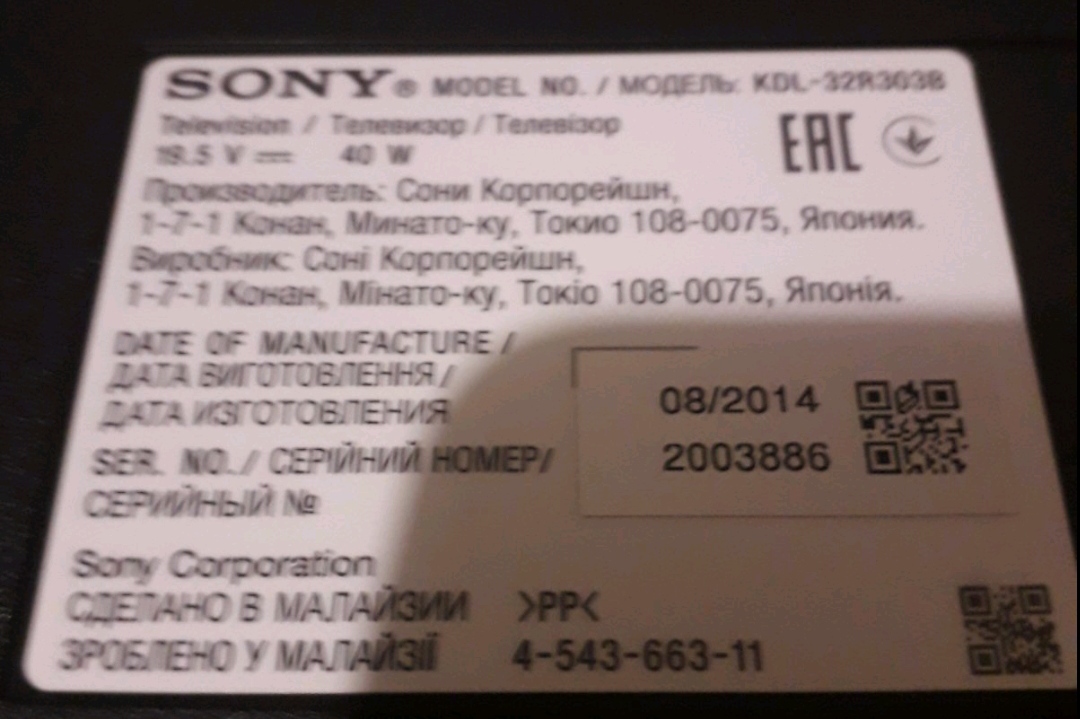 SONY® MODEL NO. / МОДЕЛЬ: KDL-32R303B
Television / Телевизор / Телевізор
19.5 V 40 W
EAC
Производитель: Сони Корпорейшн,
1-7-1 Конан, Минато-ку, Токио 108-0075, Япония.
Виробник: Соні Корпорейшн,
1-7-1 Конан, Мінато-ку, Токіо 108-0075, Японія.
DATE OF MANUFACTURE /
ДАТА ВИГОТОВЛЕННЯ /
ДАТА ИЗГОТОВЛЕНИЯ
08/2014
SER. NO. / СЕРІЙНИЙ НОМЕР/
СЕРИЙНЫЙ №
2003886
Sony Corporation
СДЕЛАНО В МАЛАЙЗИИ >PP<
ЗРОБЛЕНО У МАЛАЙЗІЇ 4-543-663-11